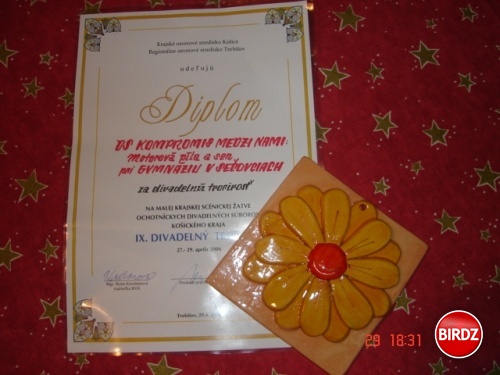 Krajské osvetové stredisko Košice
Regionálne osvetové stredisko Trebišov
udeľujú
Diplom
DS KOMPROMIS MEDZI NAMI:
Motorová píla a sen
pri GYMNÁZIU V SEČOVCIACH
za divadelnú tvorivosť
NA MALEJ KRAJSKEJ SCÉNICKEJ ŽATVE
OCHOTNÍCKYCH DIVADELNÝCH SÚBOROV
KOŠICKÉHO KRAJA
IX. DIVADELNÝ
27.- 29. apríla
Trebišov, 29.
29 18:31
BIRDZ